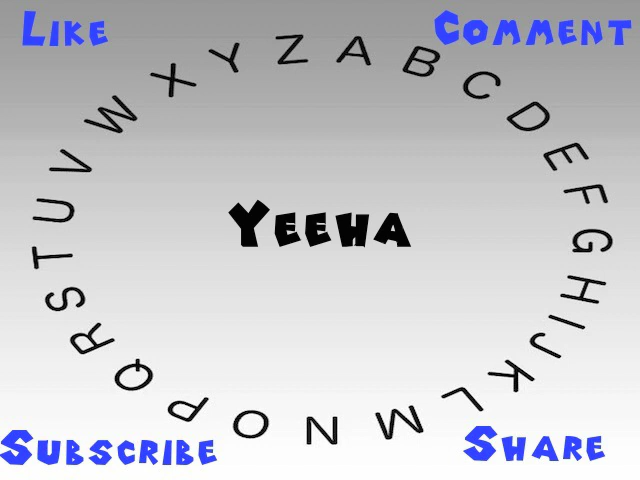 Like
Comment
A B C D E F G H I J K L M N O P Q R S T U V W X Y Z
Yeeha
Subscribe
Share